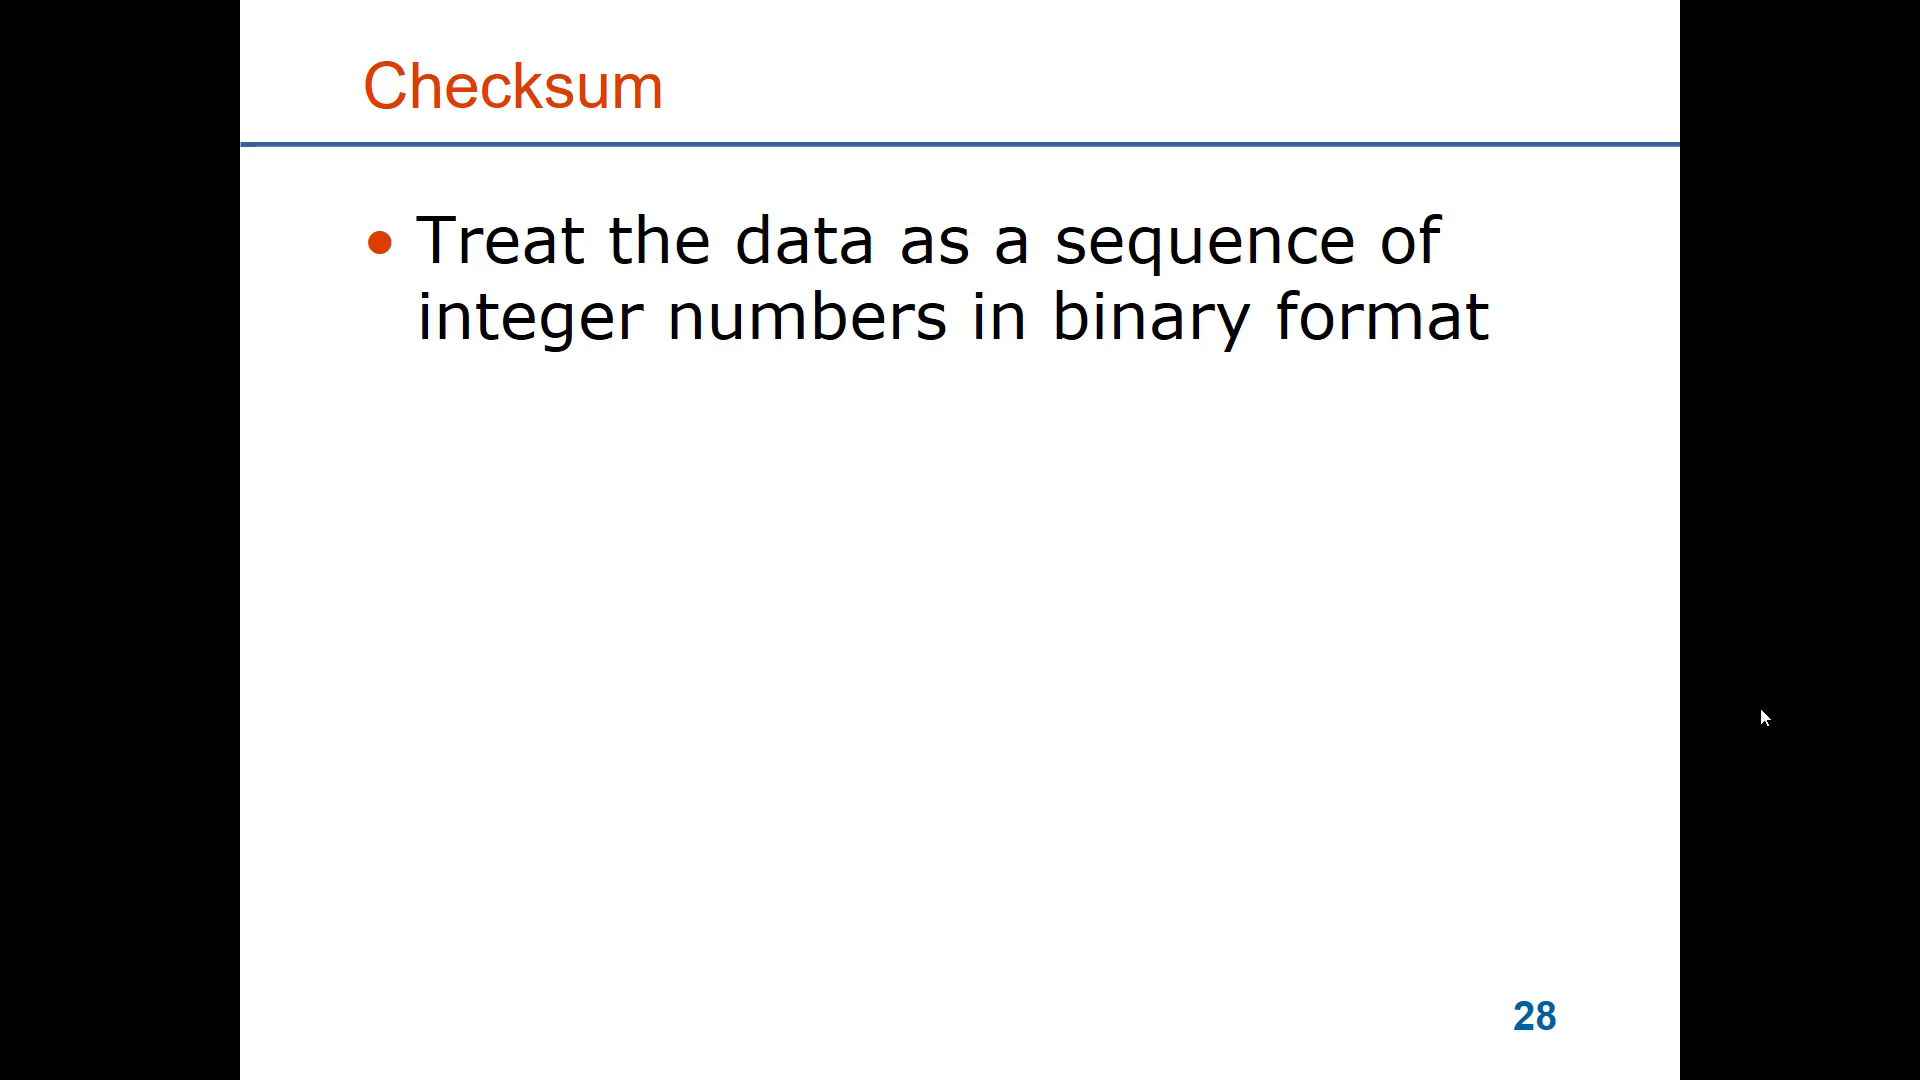 Checksum
• Treat the data as a sequence of
integer numbers in binary format
28